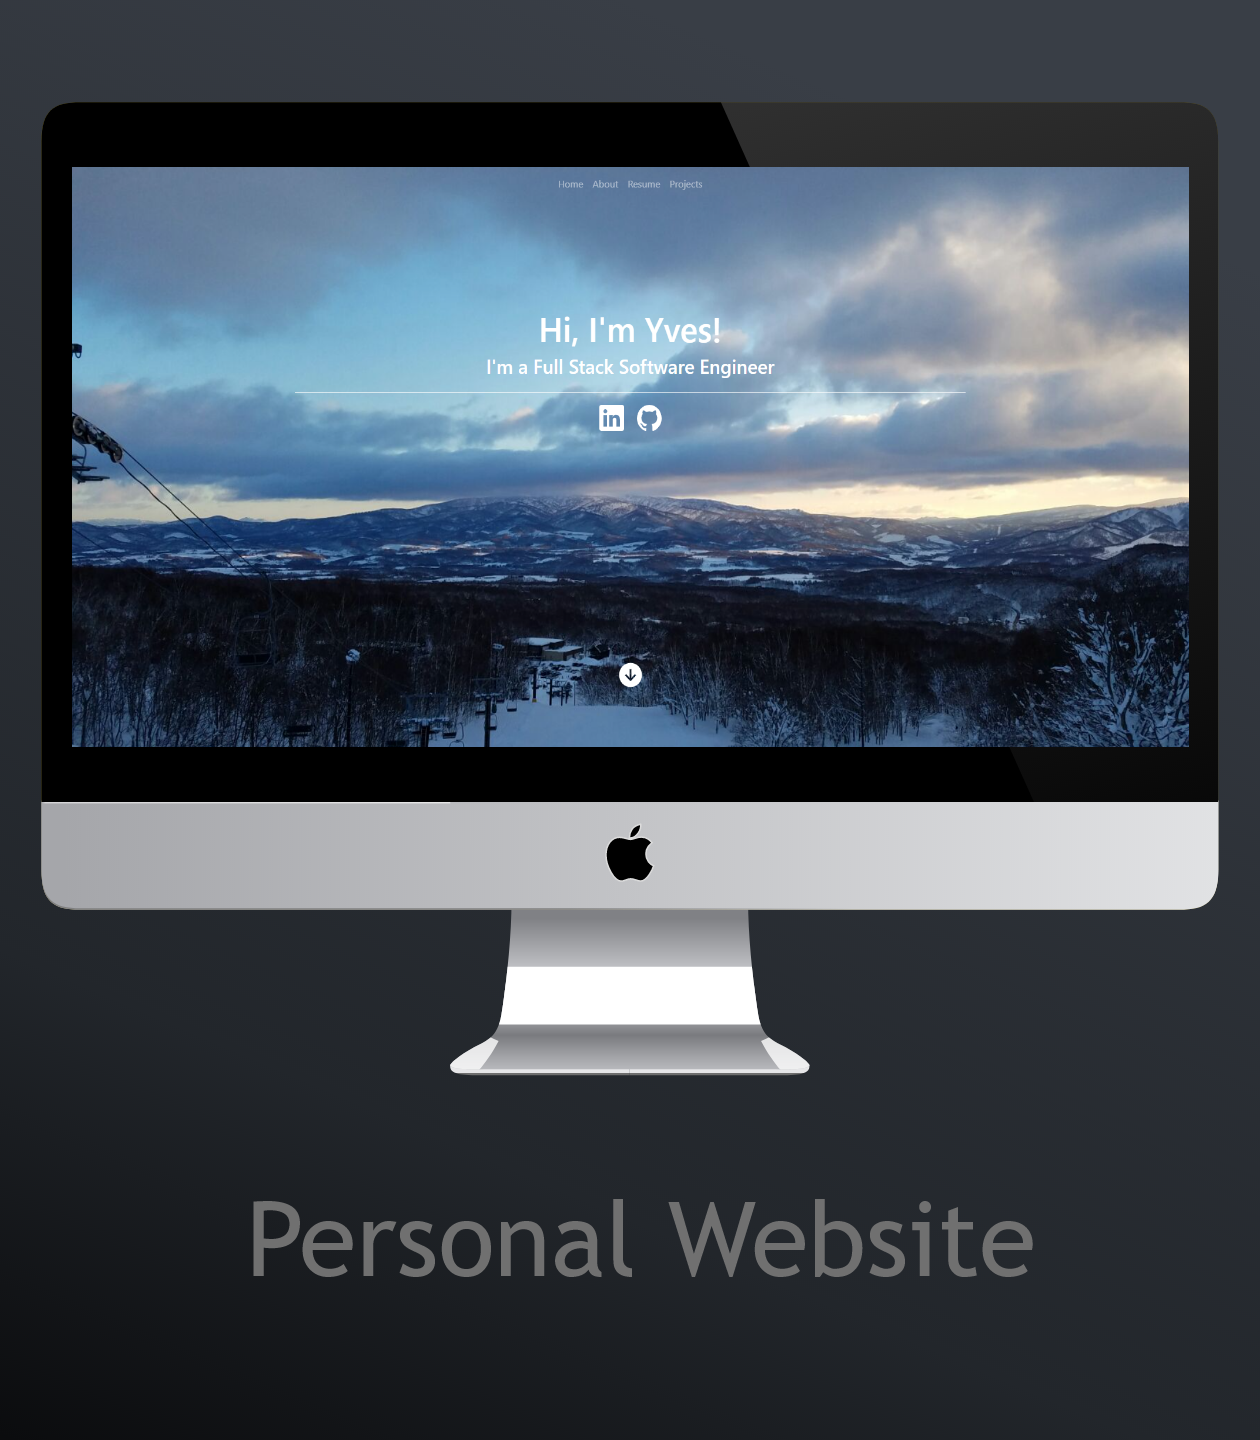 Home About Resume Projects
Hi, I'm Yves!
I'm a Full Stack Software Engineer
Personal Website